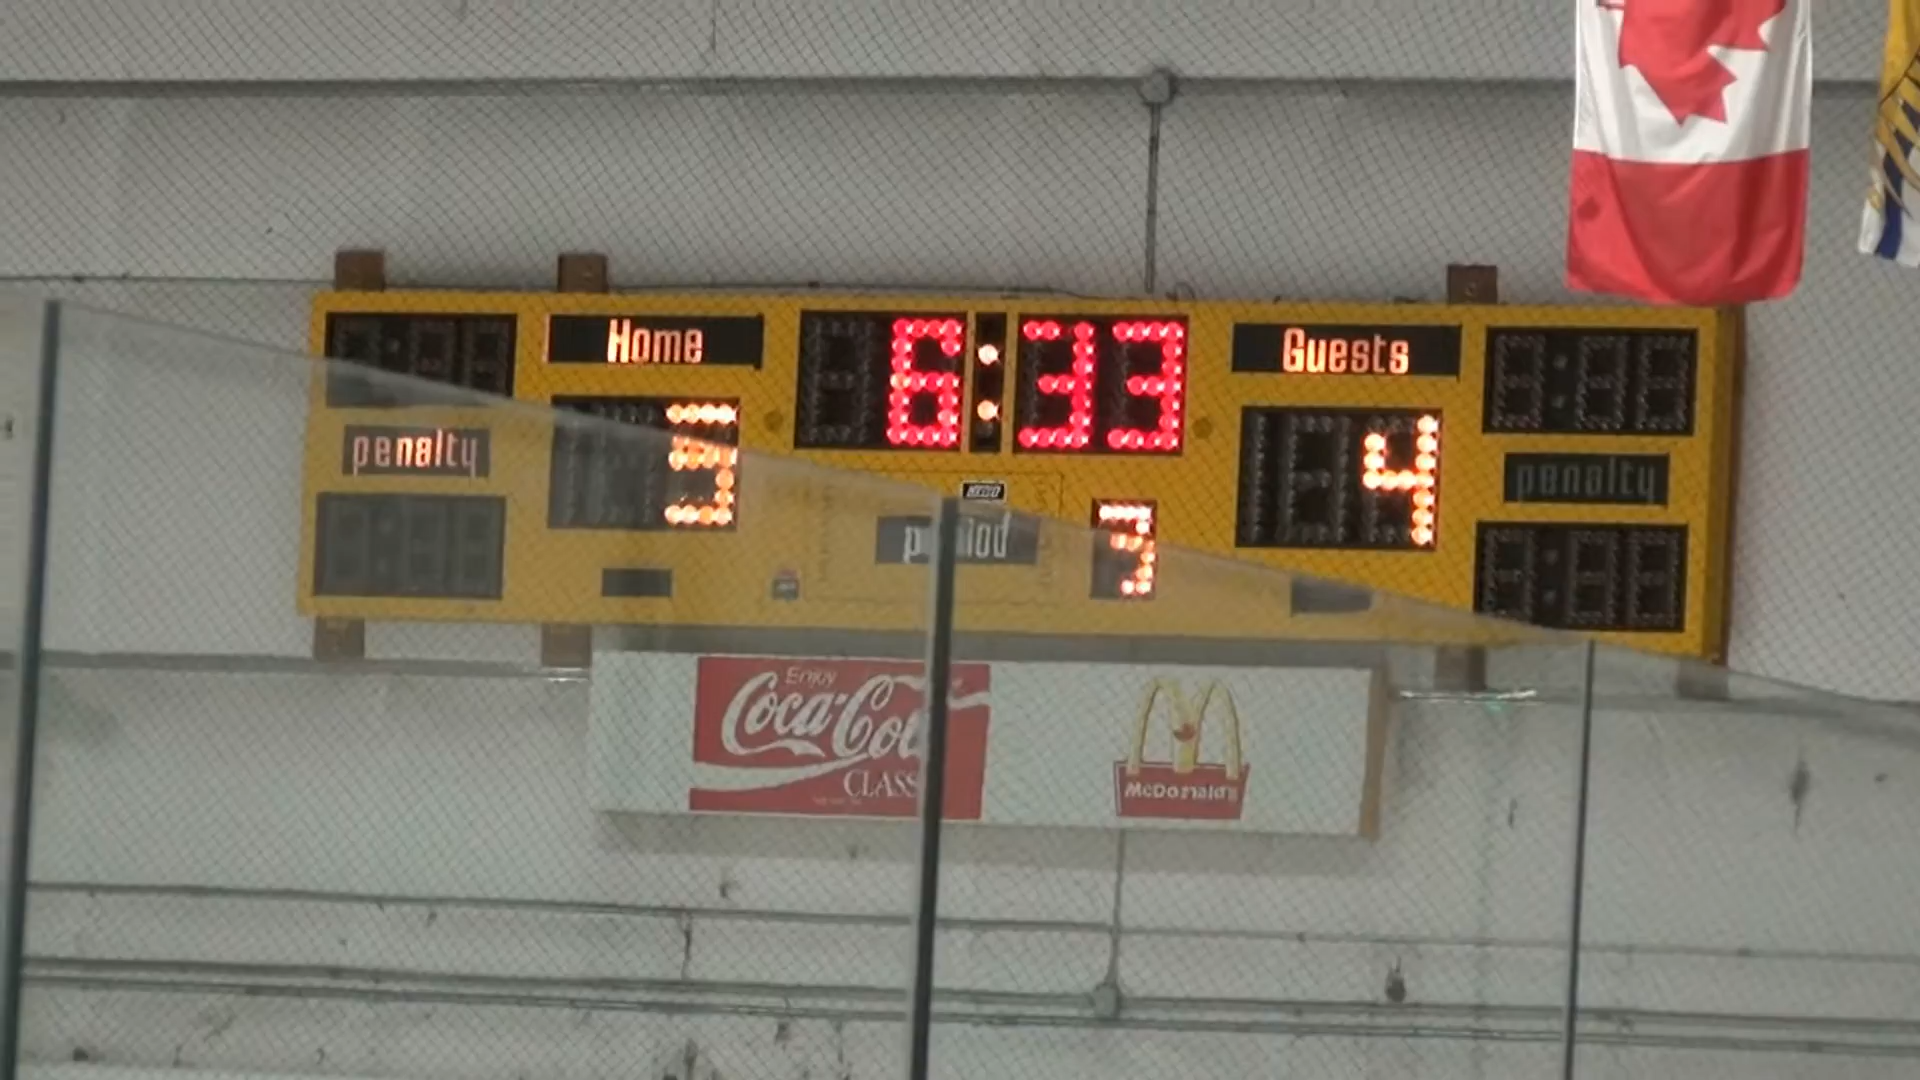 Home
6:33
Guests
penalty
3
4
penalty
period
3
Enjoy
Coca-Cola
CLASS
McDonald's